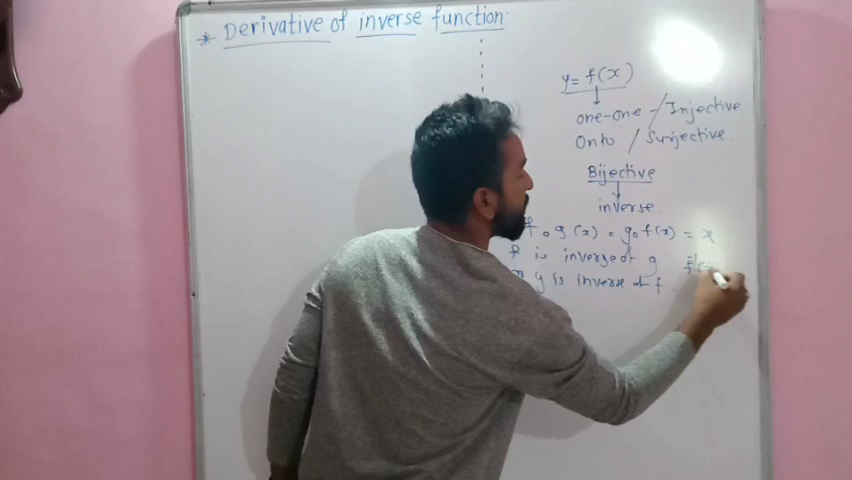 * Derivative of inverse function:
y = f(x)
↓
one-one / Injective
Onto / Surjective.
Bijective
↓
inverse.
f o g (x) = g o f(x) = x
f is inverse of g
g is inverse of f.